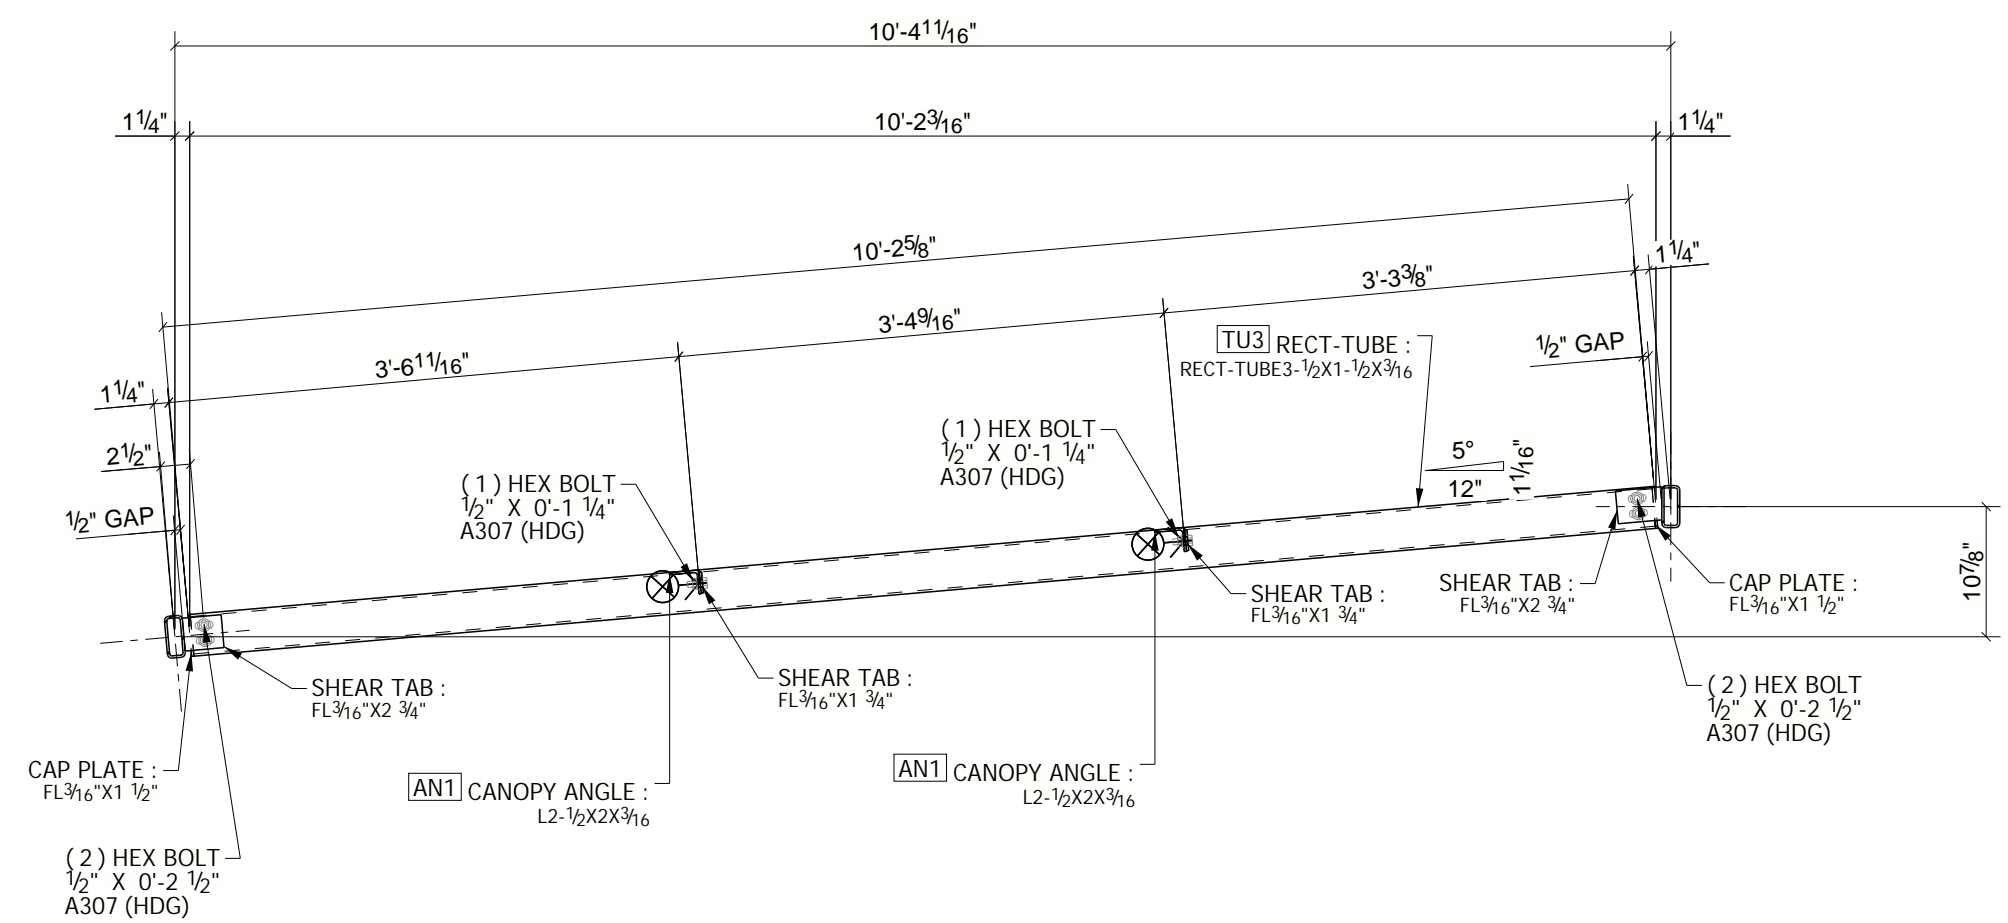 10'-4 11/16"
1 1/4"
10'-2 3/16"
1 1/4"
10'-2 5/8"
1 1/4"
3'-3 3/8"
3'-4 9/16"
3'-6 11/16"
1 1/4"
TU3 RECT-TUBE :
RECT-TUBE3-1/2X1-1/2X3/16
1/2" GAP
2 1/2"
1/2" GAP
( 1 ) HEX BOLT
1/2" X 0'-1 1/4"
A307 (HDG)
( 1 ) HEX BOLT
1/2" X 0'-1 1/4"
A307 (HDG)
5°
12"
1 1/16"
10 7/8"
SHEAR TAB :
FL3/16"X1 3/4"
SHEAR TAB :
FL3/16"X2 3/4"
CAP PLATE :
FL3/16"X1 1/2"
SHEAR TAB :
FL3/16"X2 3/4"
SHEAR TAB :
FL3/16"X1 3/4"
( 2 ) HEX BOLT
1/2" X 0'-2 1/2"
A307 (HDG)
CAP PLATE :
FL3/16"X1 1/2"
AN1 CANOPY ANGLE :
L2-1/2X2X3/16
AN1 CANOPY ANGLE :
L2-1/2X2X3/16
( 2 ) HEX BOLT
1/2" X 0'-2 1/2"
A307 (HDG)